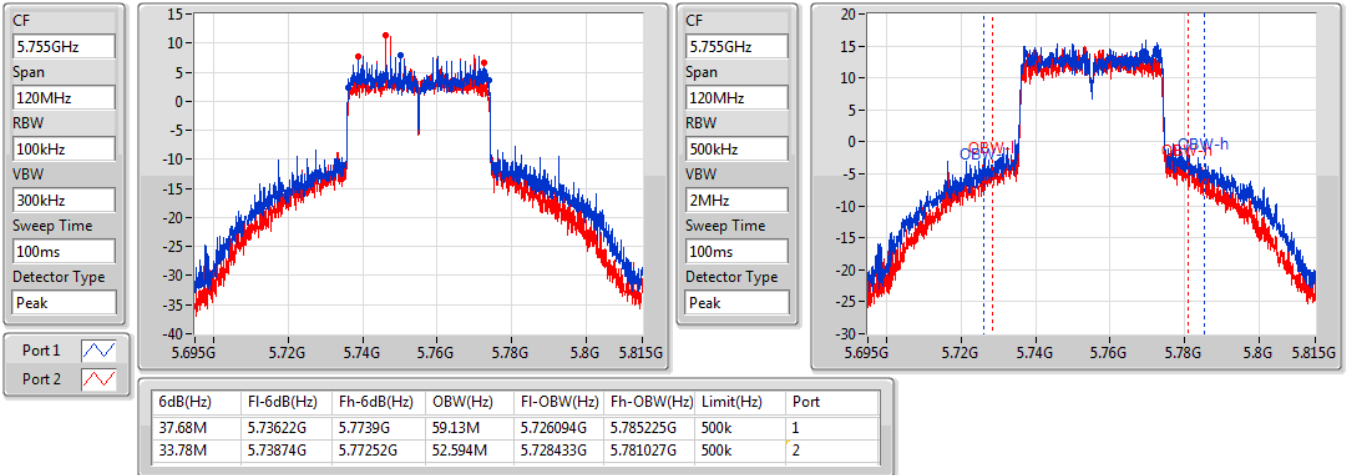 CF
5.755GHz
Span
120MHz
RBW
100kHz
VBW
300kHz
Sweep Time
100ms
Detector Type
Peak
Port 1
Port 2
15
10
5
0
-5
-10
-15
-20
-25
-30
-35
-40
5.695G 5.72G 5.74G 5.76G 5.78G 5.8G 5.815G
CF
5.755GHz
Span
120MHz
RBW
500kHz
VBW
2MHz
Sweep Time
100ms
Detector Type
Peak
20
15
10
5
0
-5
-10
-15
-20
-25
-30
OBW-h
5.695G 5.72G 5.74G 5.76G 5.78G 5.8G 5.815G
6dB(Hz) Fl-6dB(Hz) Fh-6dB(Hz) OBW(Hz) Fl-OBW(Hz) Fh-OBW(Hz) Limit(Hz) Port
37.68M 5.73622G 5.7739G 59.13M 5.726094G 5.785225G 500k 1
33.78M 5.73874G 5.77252G 52.594M 5.728433G 5.781027G 500k 2